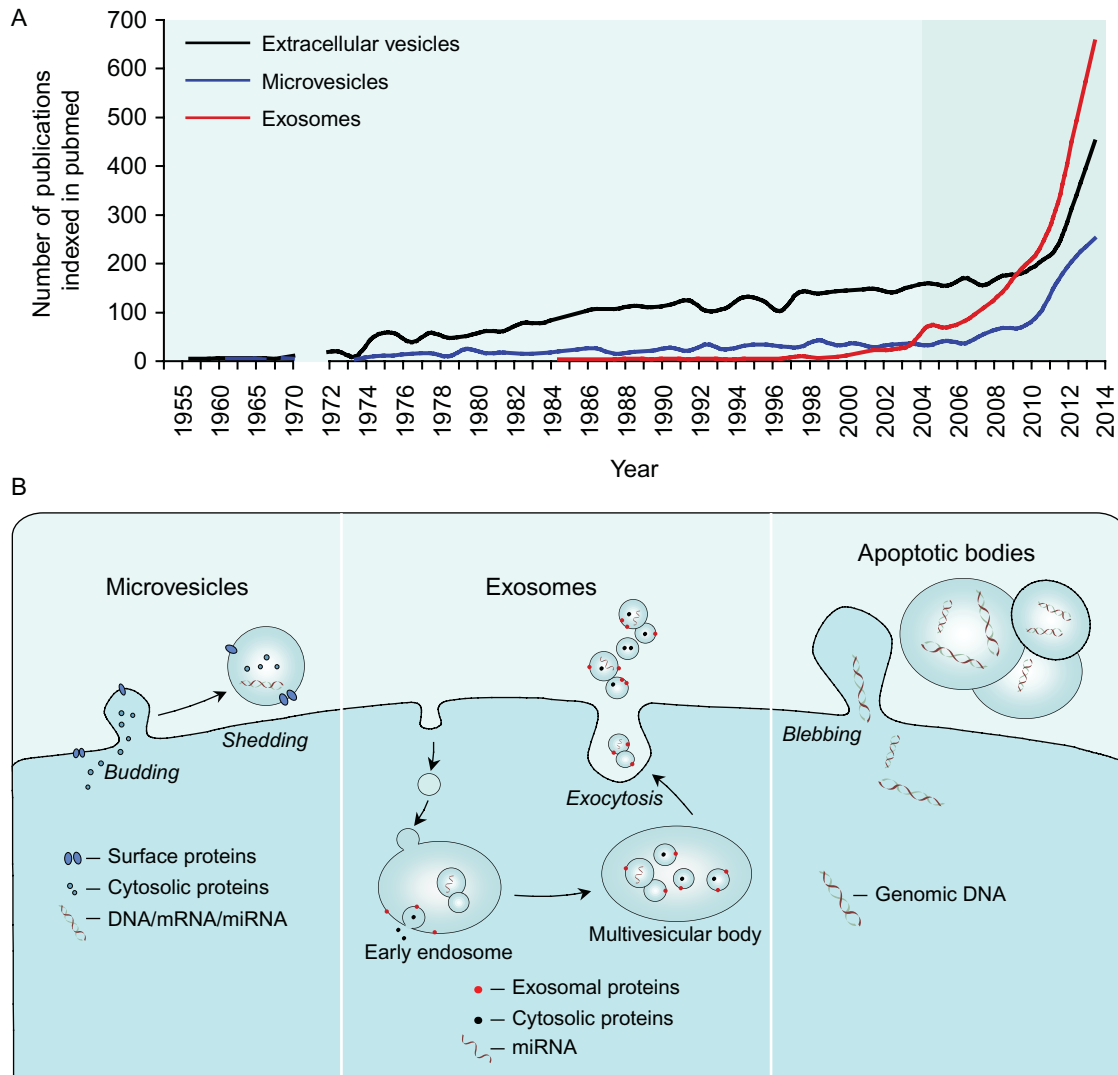 A
700
600
500
400
300
200
100
0
Number of publications
indexed in pubmed
Extracellular vesicles
Microvesicles
Exosomes
1955
1960
1965
1970
1972
1974
1976
1978
1980
1982
1984
1986
1988
1990
1992
1994
1996
1998
2000
2002
2004
2006
2008
2010
2012
2014
Year
B
Microvesicles
Shedding
Budding
Surface proteins
Cytosolic proteins
DNA/mRNA/miRNA
Exosomes
Exocytosis
Early endosome
Multivesicular body
Exosomal proteins
Cytosolic proteins
miRNA
Apoptotic bodies
Blebbing
Genomic DNA